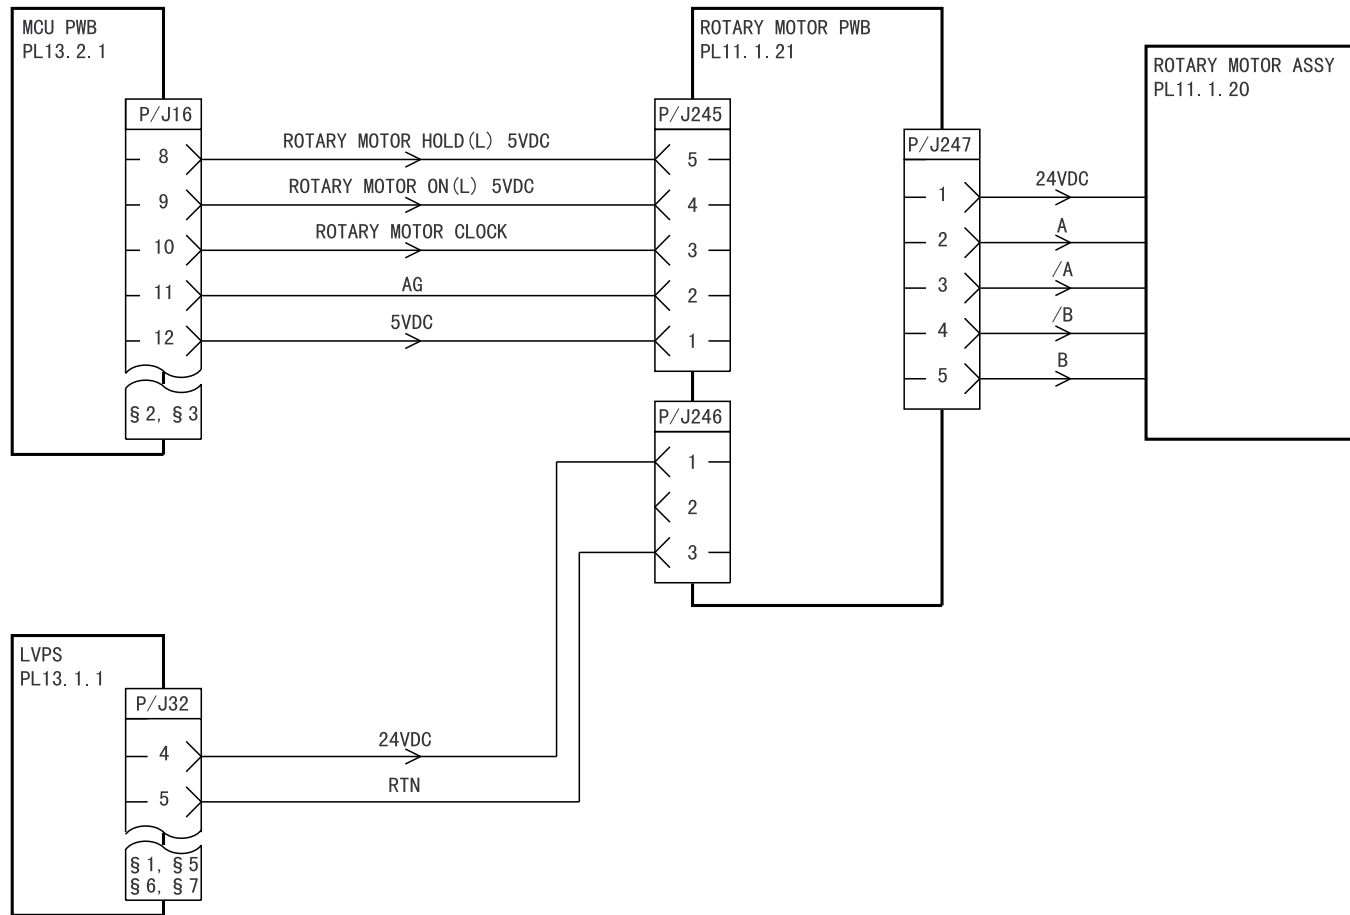 MCU PWB
PL13. 2. 1
P/J16
8
9
10
11
12
§ 2, § 3
ROTARY MOTOR HOLD(L) 5VDC
ROTARY MOTOR ON(L) 5VDC
ROTARY MOTOR CLOCK
AG
5VDC
ROTARY MOTOR PWB
PL11. 1. 21
P/J245
5
4
3
2
1
P/J246
1
2
3
P/J247
1
2
3
4
5
24VDC
A
/A
/B
B
ROTARY MOTOR ASSY
PL11. 1. 20
LVPS
PL13. 1. 1
P/J32
4
5
§ 1, § 5
§ 6, § 7
24VDC
RTN